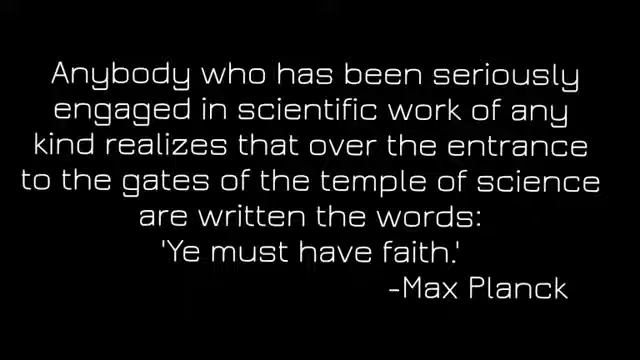 Anybody who has been seriously
engaged in scientific work of any
kind realizes that over the entrance
to the gates of the temple of science
are written the words:
'Ye must have faith.'
-Max Planck